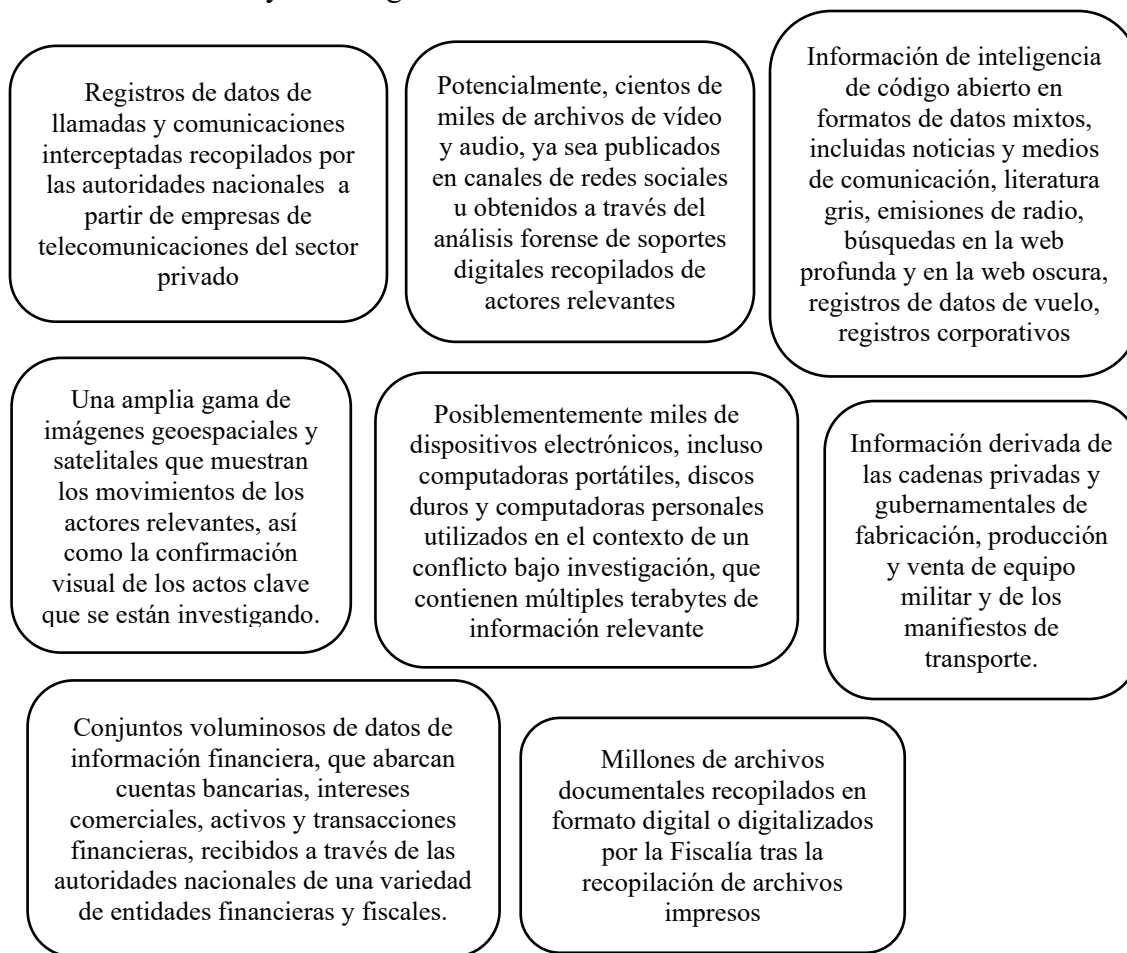 Registros de datos de
llamadas y comunicaciones
interceptadas recopilados por
las autoridades nacionales a
partir de empresas de
telecomunicaciones del sector
privado
Potencialmente, cientos de
miles de archivos de vídeo
y audio, ya sea publicados
en canales de redes sociales
u obtenidos a través del
análisis forense de soportes
digitales recopilados de
actores relevantes
Información de inteligencia
de código abierto en
formatos de datos mixtos,
incluidas noticias y medios
de comunicación, literatura
gris, emisiones de radio,
búsquedas en la web
profunda y en la web oscura,
registros de datos de vuelo,
registros corporativos
Una amplia gama de
imágenes geoespaciales y
satelitales que muestran
los movimientos de los
actores relevantes, así
como la confirmación
visual de los actos clave
que se están investigando.
Posiblementemente miles de
dispositivos electrónicos, incluso
computadoras portátiles, discos
duros y computadoras personales
utilizados en el contexto de un
conflicto bajo investigación, que
contienen múltiples terabytes de
información relevante
Información derivada de
las cadenas privadas y
gubernamentales de
fabricación, producción
y venta de equipo
militar y de los
manifiestos de
transporte.
Conjuntos voluminosos de datos de
información financiera, que abarcan
cuentas bancarias, intereses
comerciales, activos y transacciones
financieras, recibidos a través de las
autoridades nacionales de una variedad
de entidades financieras y fiscales.
Millones de archivos
documentales recopilados en
formato digital o digitalizados
por la Fiscalía tras la
recopilación de archivos
impresos